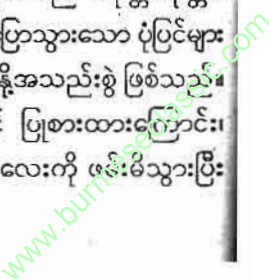 ပြာသွားသော ပုံပြင်များ
နို့အသည်းစွဲ ဖြစ်သည်။
ပြုစားထားကြောင်း၊
လေးကို ဖမ်းမိသွားပြီး
www.burmeseclassic.com